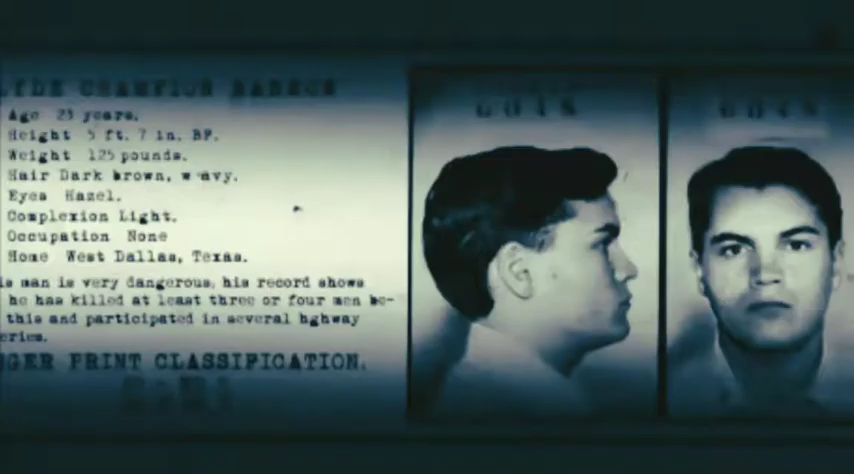 LYDE CHAMPION BARROW
Age 23 years.
Height 5 ft. 7 in. BF.
Weight 125 pounds.
Hair Dark brown, wavy.
Eyes Hazel.
Complexion Light.
Occupation None
Home West Dallas, Texas.
is man is very dangerous, his record shows
he has killed at least three or four men be-
this and participated in several hghway
eries.
GER PRINT CLASSIFICATION.